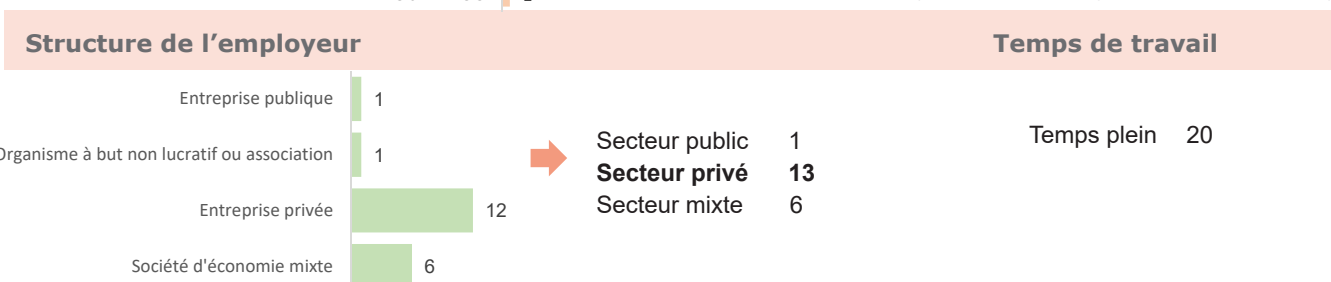 Structure de l'employeur
Temps de travail
Entreprise publique 1
Organisme à but non lucratif ou association 1
Entreprise privée 12
Société d'économie mixte 6
Secteur public 1
Secteur privé 13
Secteur mixte 6
Temps plein 20